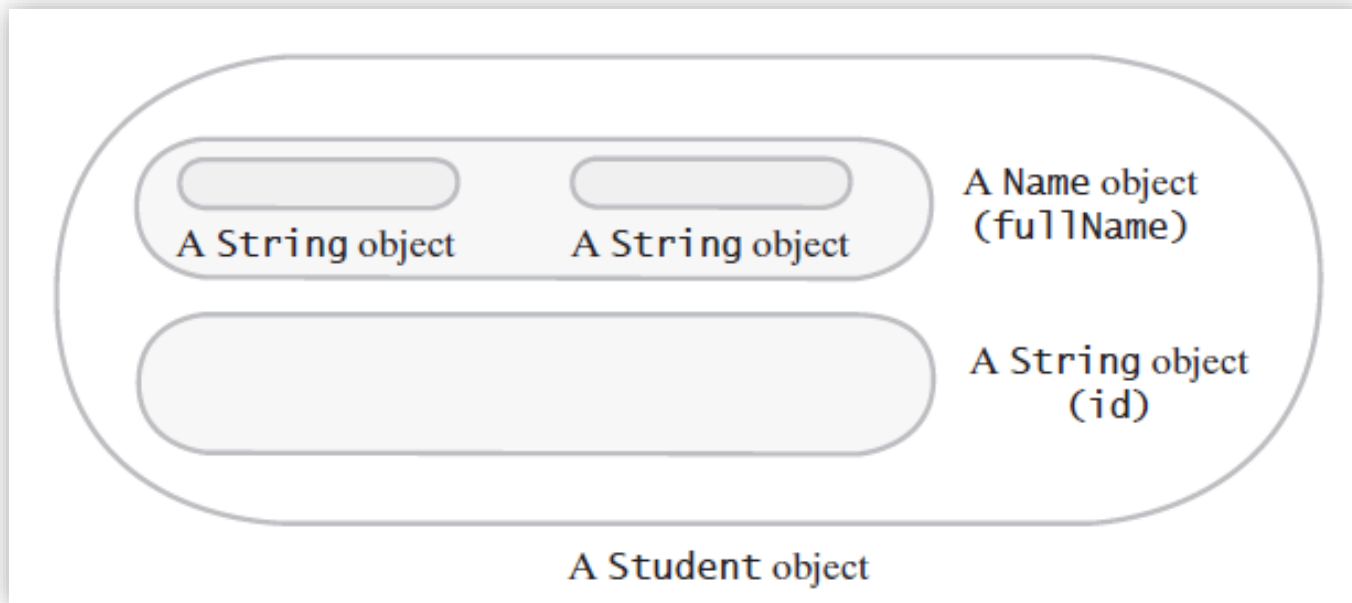 A String object
A String object
A Name object
(fullName)
A String object
(id)
A Student object